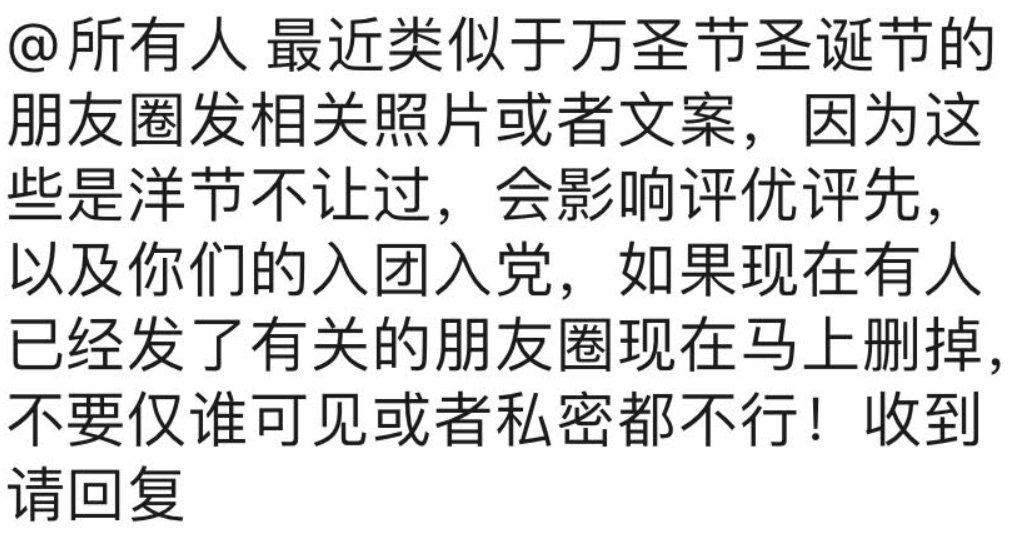 @所有人 最近类似于万圣节圣诞节的
朋友圈发相关照片或者文案，因为这
些是洋节不让过，会影响评优评先，
以及你们的入团入党，如果现在有人
已经发了有关的朋友圈现在马上删掉，
不要仅谁可见或者私密都不行！收到
请回复